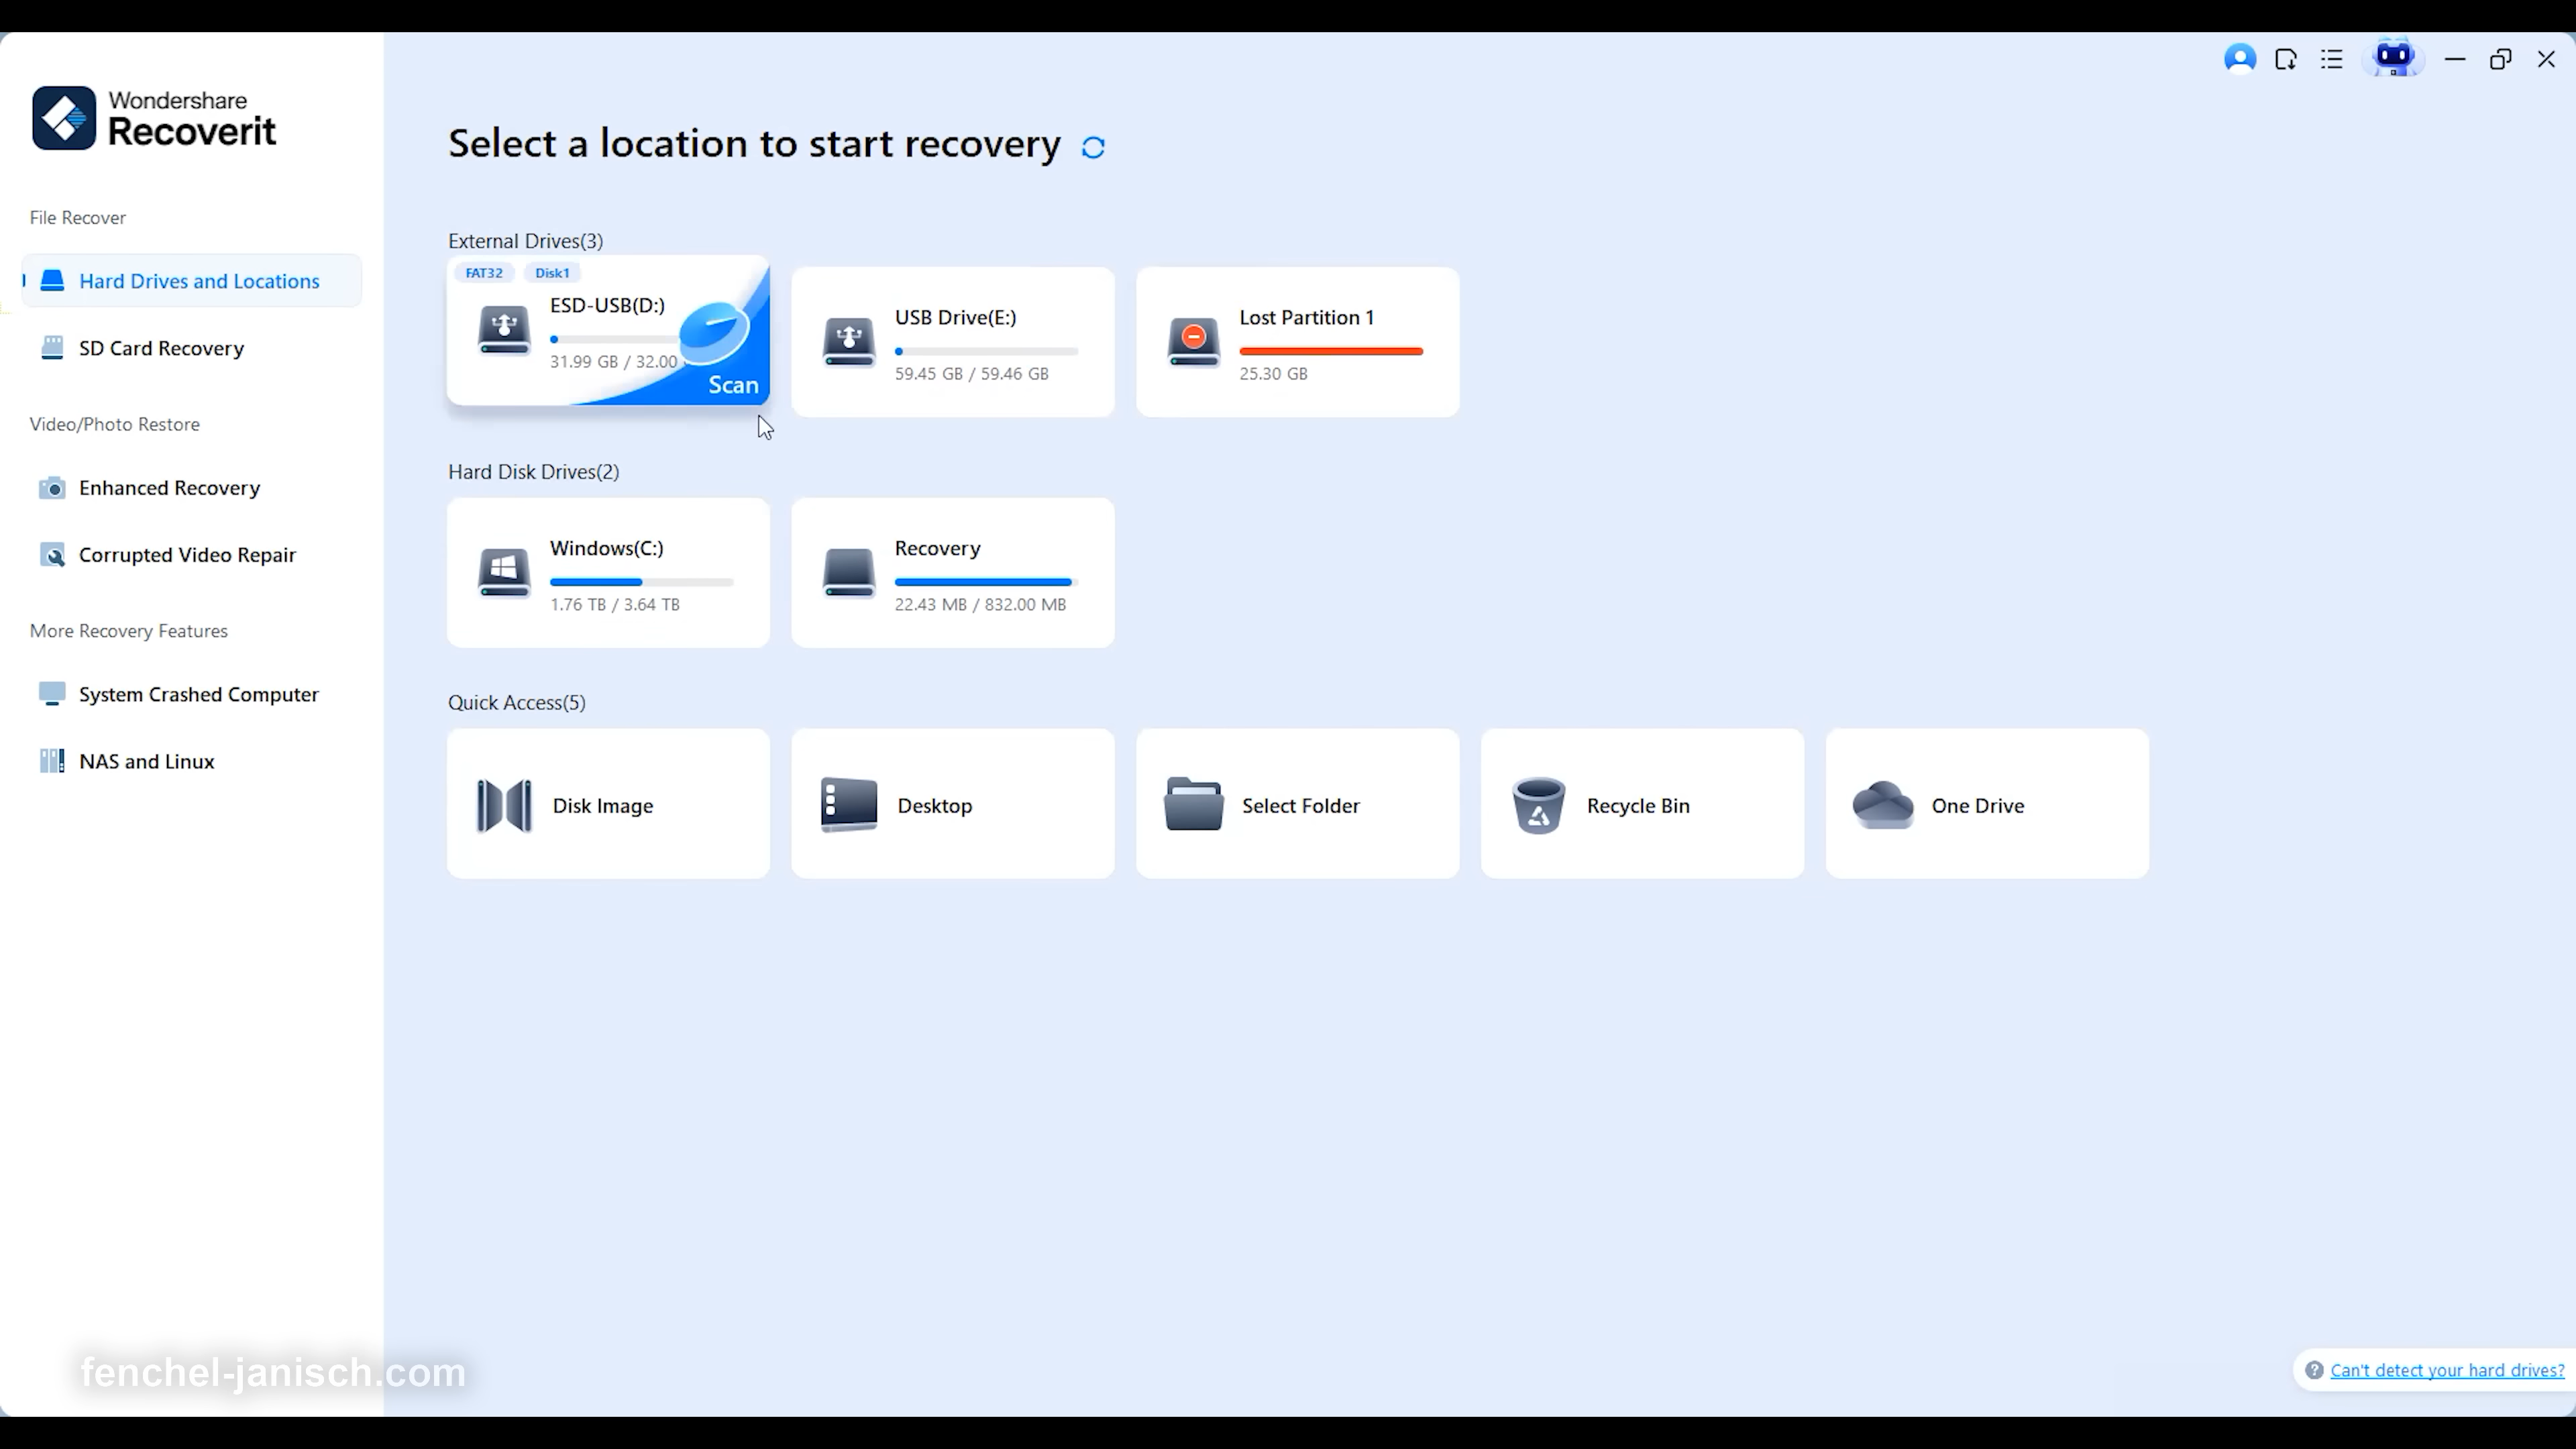 Wondershare
Recoverit
File Recover
Hard Drives and Locations
SD Card Recovery
Video/Photo Restore
Enhanced Recovery
Corrupted Video Repair
More Recovery Features
System Crashed Computer
NAS and Linux
Select a location to start recovery
External Drives(3)
FAT32 Disk1
ESD-USB(D:)
31.99 GB / 32.00
Scan
USB Drive(E:)
59.45 GB / 59.46 GB
Lost Partition 1
25.30 GB
Hard Disk Drives(2)
Windows(C:)
1.76 TB / 3.64 TB
Recovery
22.43 MB / 832.00 MB
Quick Access(5)
Disk Image
Desktop
Select Folder
Recycle Bin
One Drive
fenchel-janisch.com
Can't detect your hard drives?